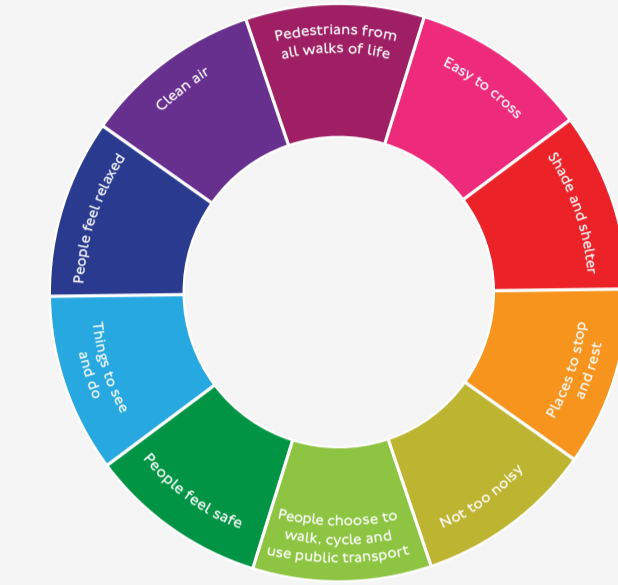 Pedestrians from
all walks of life
Easy to cross
Shade and shelter
Places to stop
and rest
Not too noisy
People choose to
walk, cycle and
use public transport
People feel safe
Things to see
and do
People feel relaxed
Clean air